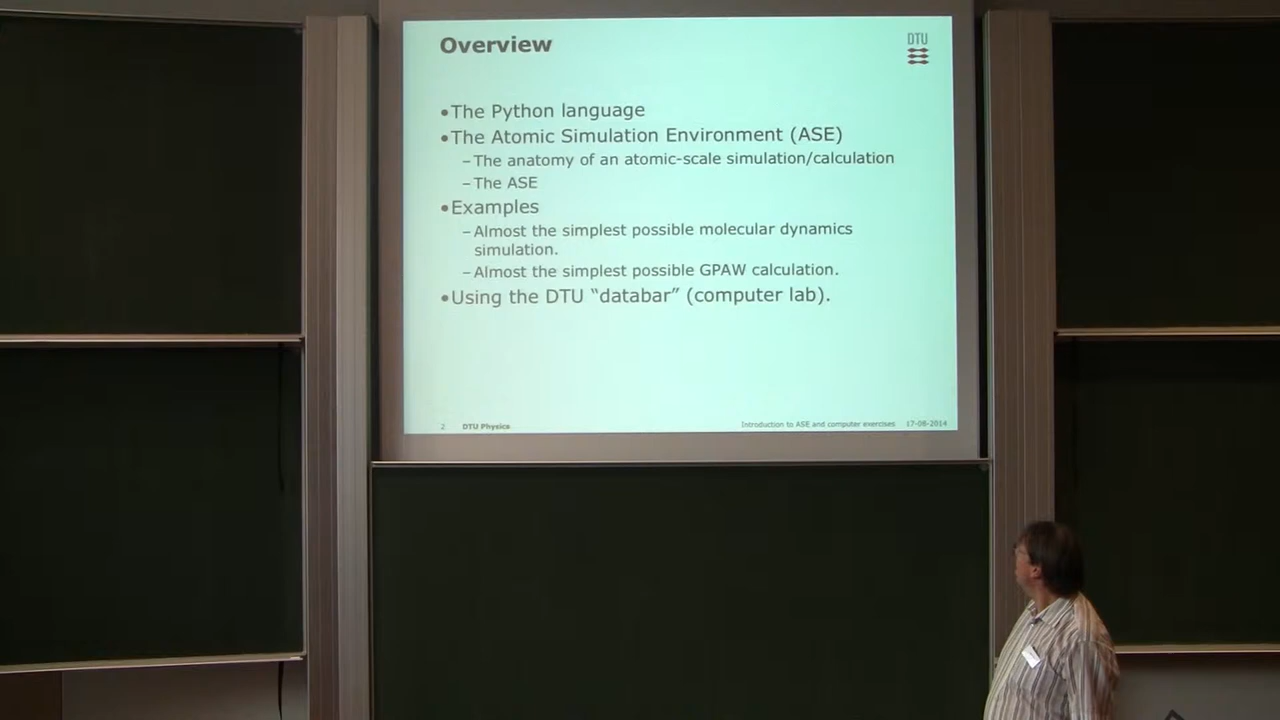 Overview
DTU
•The Python language
•The Atomic Simulation Environment (ASE)
–The anatomy of an atomic-scale simulation/calculation
–The ASE
•Examples
–Almost the simplest possible molecular dynamics
simulation.
–Almost the simplest possible GPAW calculation.
•Using the DTU “databar” (computer lab).
2 DTU Physics Introduction to ASE and computer exercises 17-06-2014